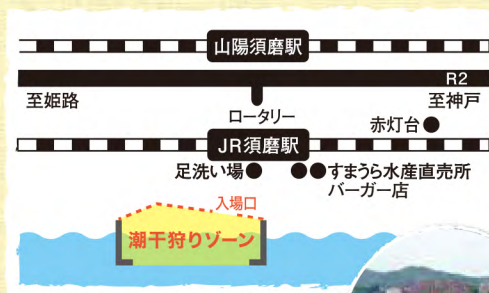 山陽須磨駅
R2
至姫路
至神戸
ロータリー
赤灯台
JR須磨駅
足洗い場
すまうら水産直売所
バーガー店
入場口
潮干狩りゾーン